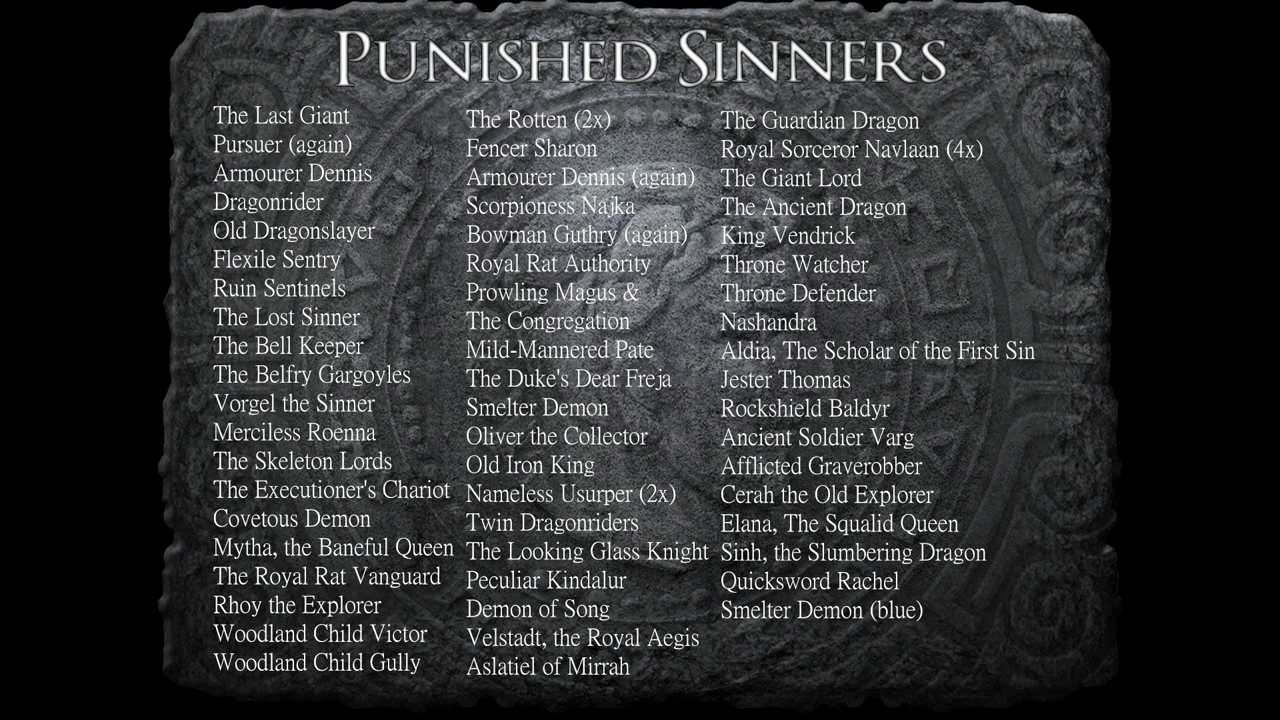 PUNISHED SINNERS
The Last Giant
Pursuer (again)
Armourer Dennis
Dragonrider
Old Dragonslayer
Flexile Sentry
Ruin Sentinels
The Lost Sinner
The Bell Keeper
The Belfry Gargoyles
Vorgel the Sinner
Merciless Roenna
The Skeleton Lords
The Executioner's Chariot
Covetous Demon
Mytha, the Baneful Queen
The Royal Rat Vanguard
Rhoy the Explorer
Woodland Child Victor
Woodland Child Gully
The Rotten (2x)
Fencer Sharon
Armourer Dennis (again)
Scorpioness Najka
Bowman Guthry (again)
Royal Rat Authority
Prowling Magus &
The Congregation
Mild-Mannered Pate
The Duke's Dear Freja
Smelter Demon
Oliver the Collector
Old Iron King
Nameless Usurper (2x)
Twin Dragonriders
The Looking Glass Knight
Peculiar Kindalur
Demon of Song
Velstadt, the Royal Aegis
Aslatiel of Mirrah
The Guardian Dragon
Royal Sorceror Navlaan (4x)
The Giant Lord
The Ancient Dragon
King Vendrick
Throne Watcher
Throne Defender
Nashandra
Aldia, The Scholar of the First Sin
Jester Thomas
Rockshield Baldyr
Ancient Soldier Varg
Afflicted Graverobber
Cerah the Old Explorer
Elana, The Squalid Queen
Sinh, the Slumbering Dragon
Quicksword Rachel
Smelter Demon (blue)